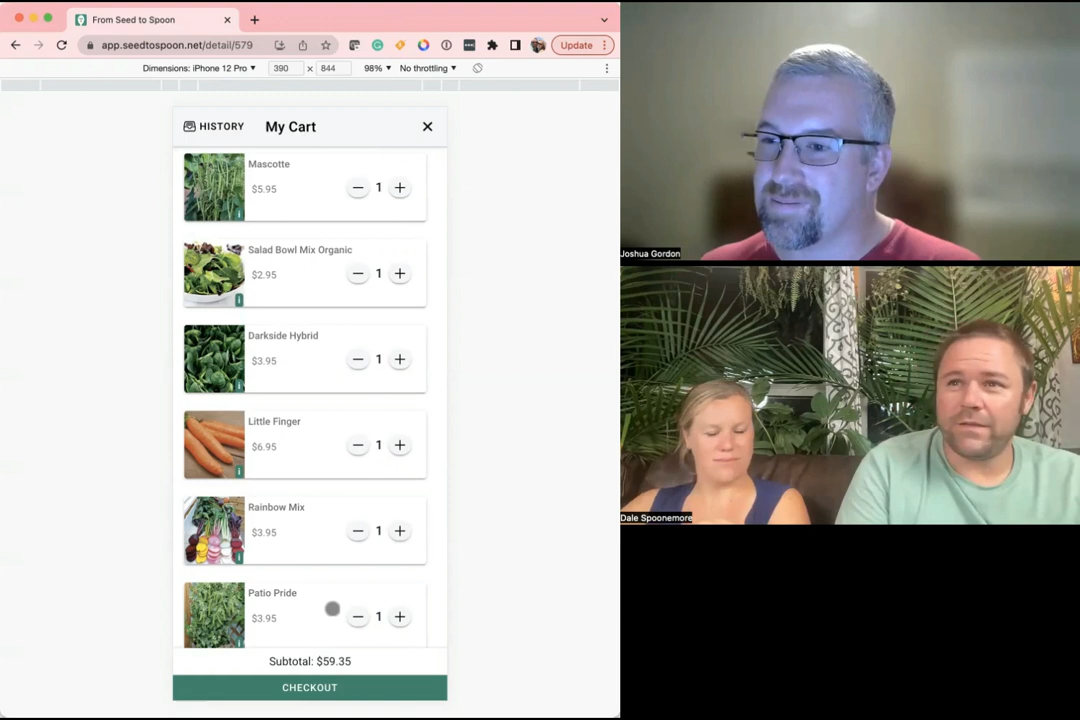 From Seed to Spoon
app.seedtospoon.net/detail/579
Update
Dimensions: iPhone 12 Pro
390 × 844
98%
No throttling
HISTORY
My Cart
Mascotte
$5.95
1
Salad Bowl Mix Organic
$2.95
1
Darkside Hybrid
$3.95
1
Little Finger
$6.95
1
Rainbow Mix
$3.95
1
Patio Pride
$3.95
1
Subtotal: $59.35
CHECKOUT
Joshua Gordon
Dale Spoonemore